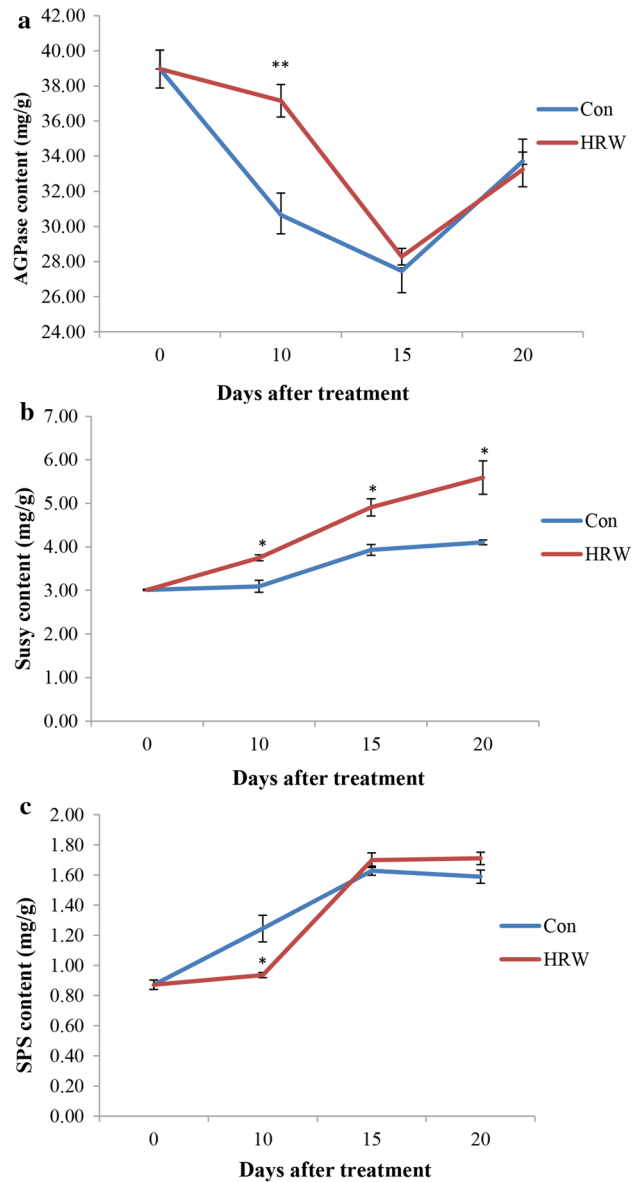 a
42.00
40.00
38.00
36.00
34.00
32.00
30.00
28.00
26.00
24.00
AGPase content (mg/g)
**
Con
HRW
0 10 15 20
Days after treatment
b
7.00
6.00
5.00
4.00
3.00
2.00
1.00
0.00
Susy content (mg/g)
*
*
*
Con
HRW
0 10 15 20
Days after treatment
c
2.00
1.80
1.60
1.40
1.20
1.00
0.80
0.60
0.40
0.20
0.00
SPS content (mg/g)
*
Con
HRW
0 10 15 20
Days after treatment